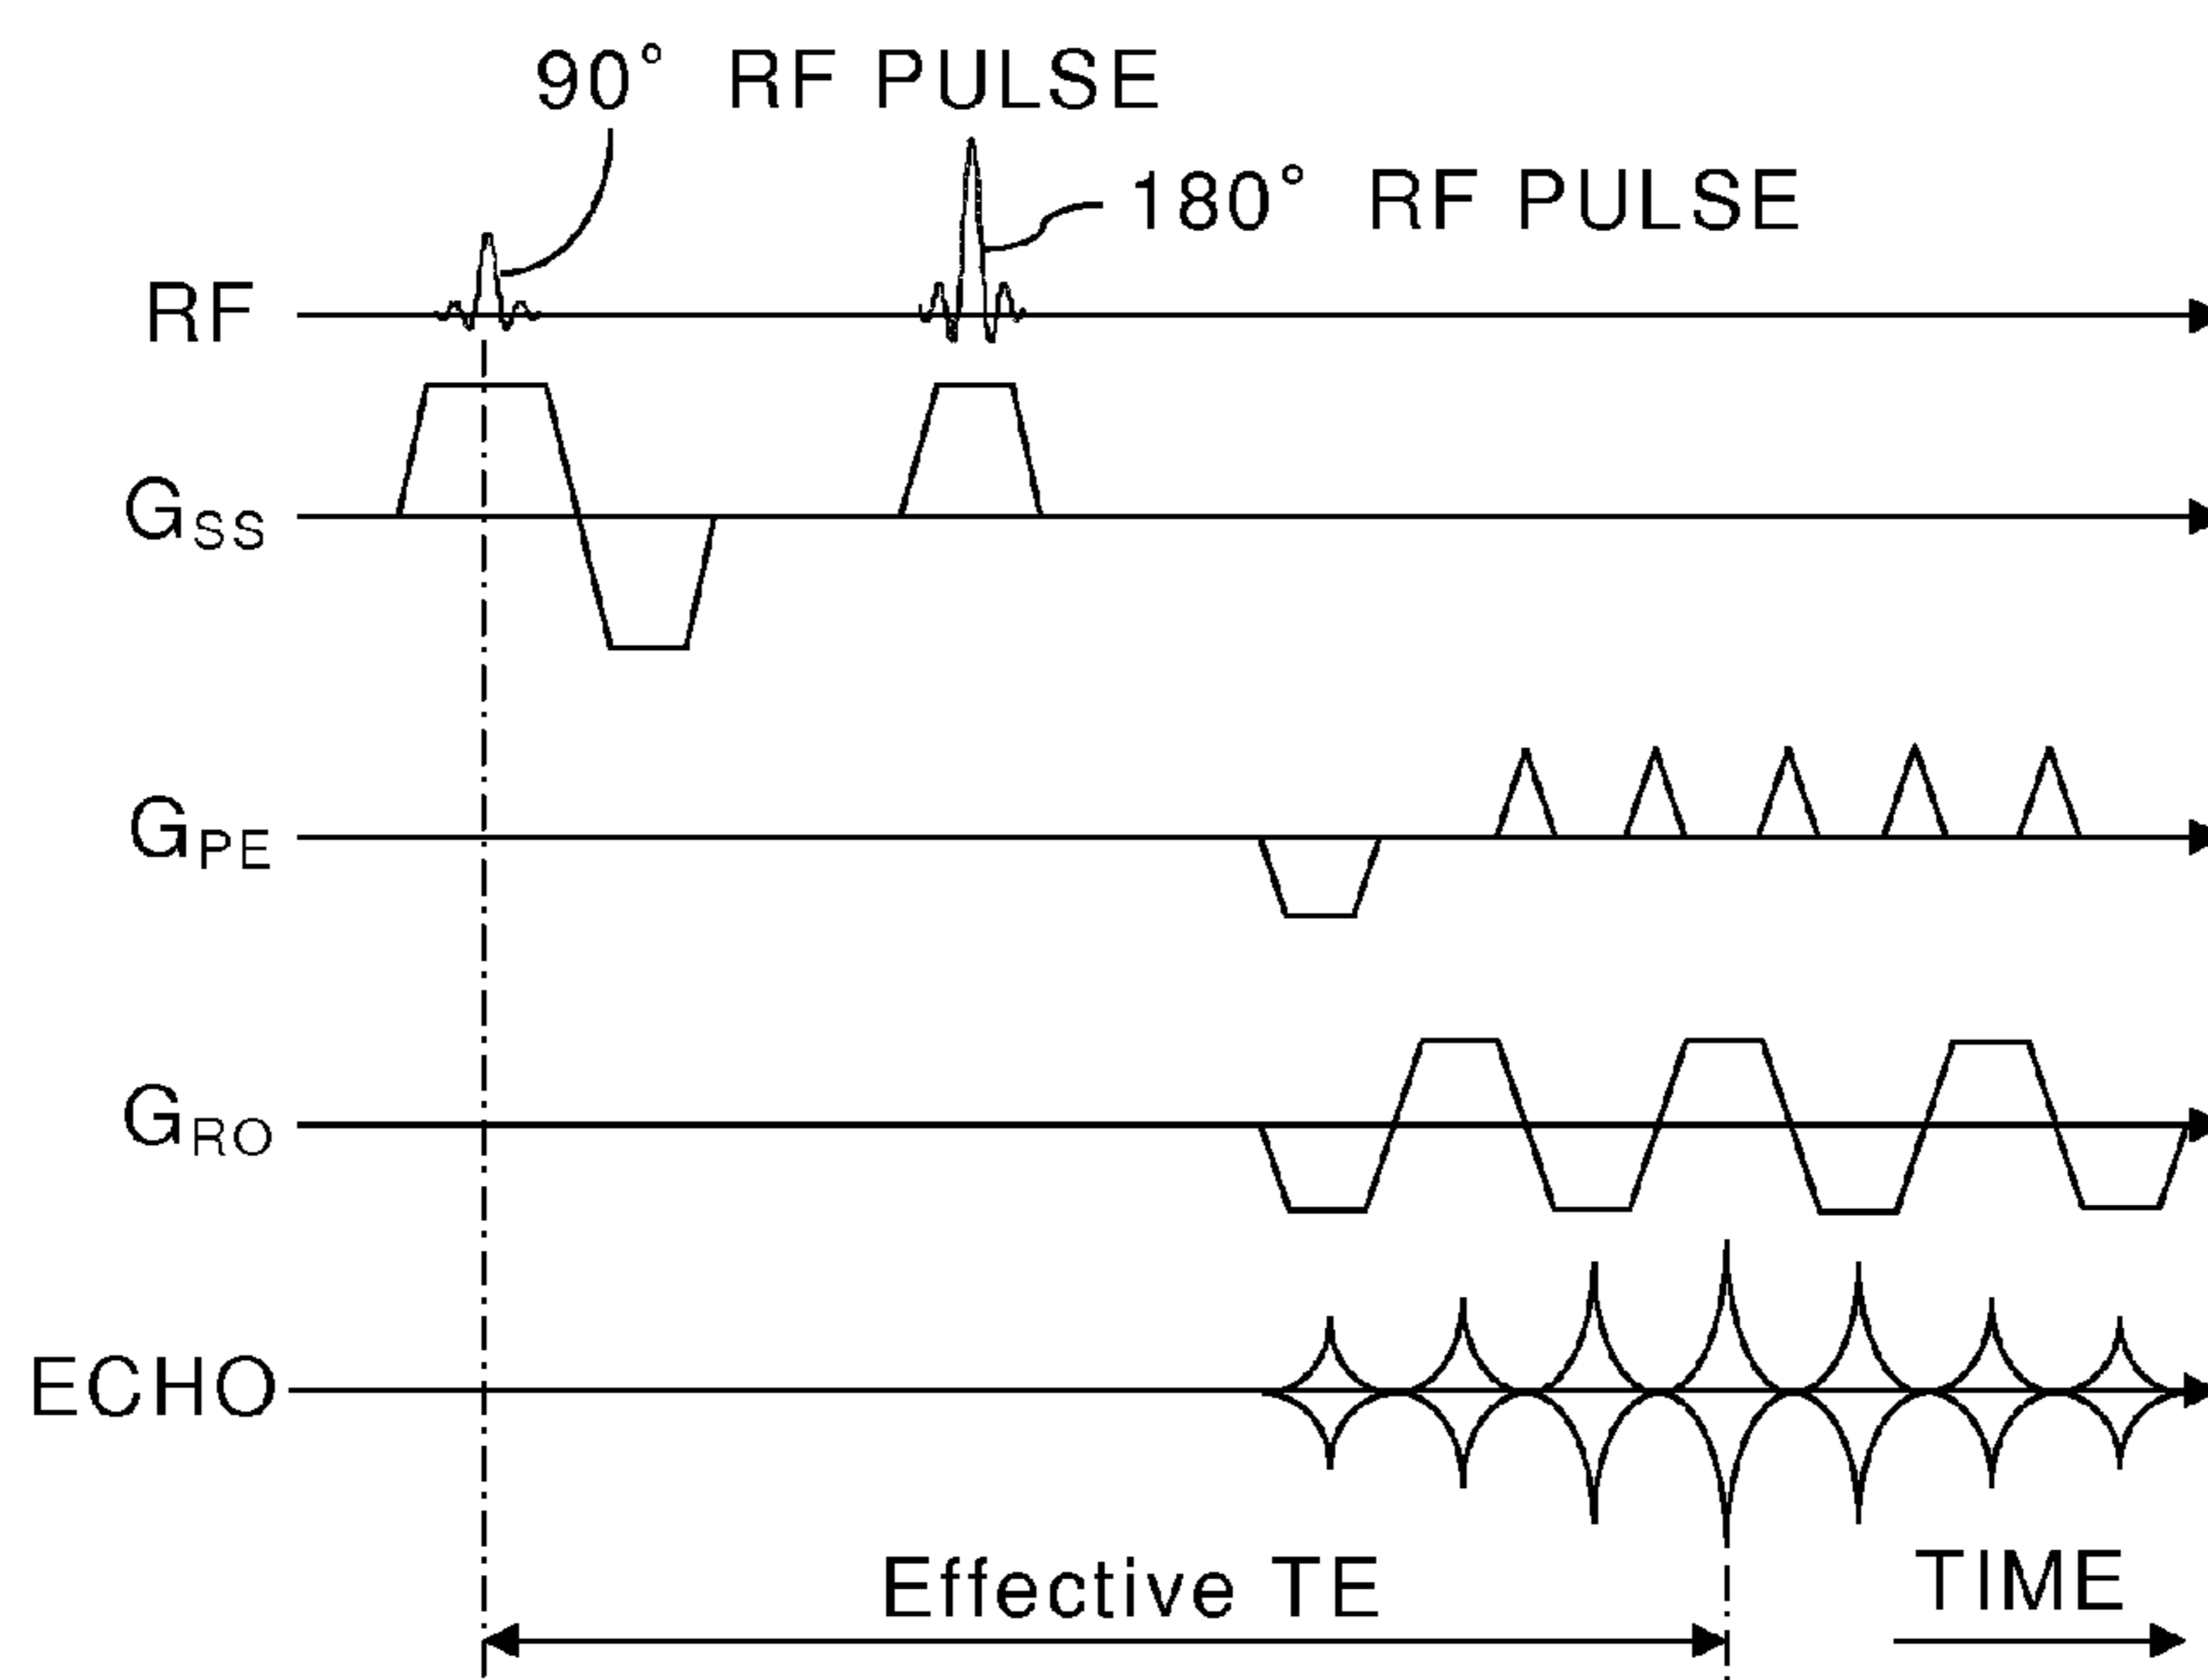 90° RF PULSE
180° RF PULSE
RF
GSS
GPE
GRO
ECHO
Effective TE
TIME